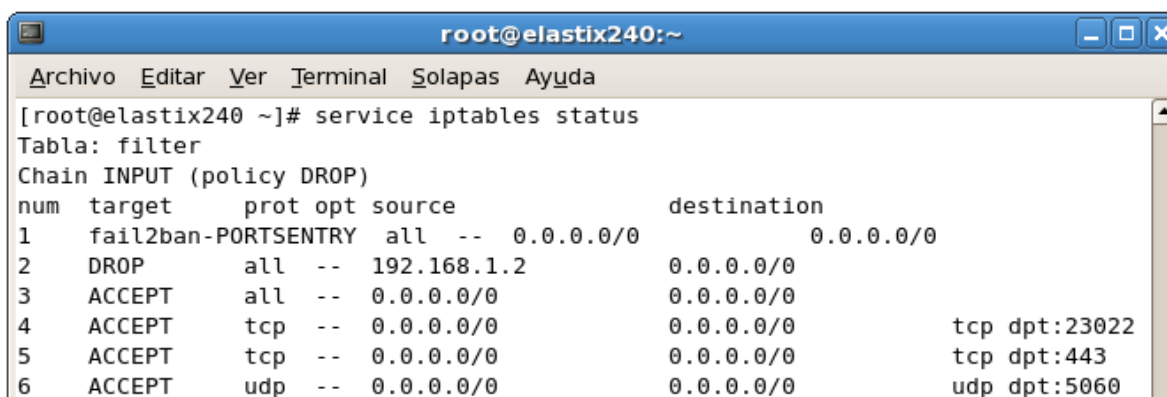 root@elastix240:~
Archivo Editar Ver Terminal Solapas Ayuda
[root@elastix240 ~]# service iptables status
Tabla: filter
Chain INPUT (policy DROP)
num  target     prot opt source               destination
1    fail2ban-PORTSENTRY  all  --  0.0.0.0/0            0.0.0.0/0
2    DROP       all  --  192.168.1.2          0.0.0.0/0
3    ACCEPT     all  --  0.0.0.0/0            0.0.0.0/0
4    ACCEPT     tcp  --  0.0.0.0/0            0.0.0.0/0           tcp dpt:23022
5    ACCEPT     tcp  --  0.0.0.0/0            0.0.0.0/0           tcp dpt:443
6    ACCEPT     udp  --  0.0.0.0/0            0.0.0.0/0           udp dpt:5060